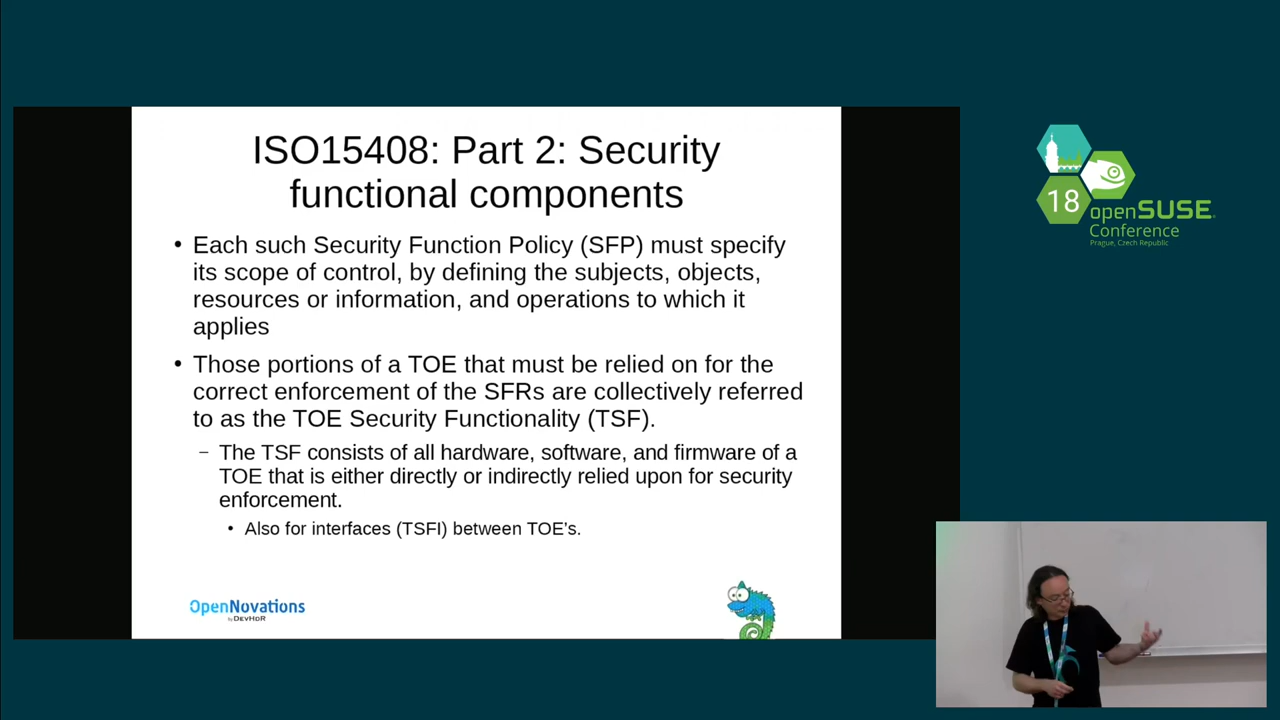 ISO15408: Part 2: Security
functional components
• Each such Security Function Policy (SFP) must specify
its scope of control, by defining the subjects, objects,
resources or information, and operations to which it
applies
• Those portions of a TOE that must be relied on for the
correct enforcement of the SFRs are collectively referred
to as the TOE Security Functionality (TSF).
– The TSF consists of all hardware, software, and firmware of a
TOE that is either directly or indirectly relied upon for security
enforcement.
• Also for interfaces (TSFI) between TOE's.
OpenNovations
by DEVHDR
18
openSUSE
Conference
Prague, Czech Republic